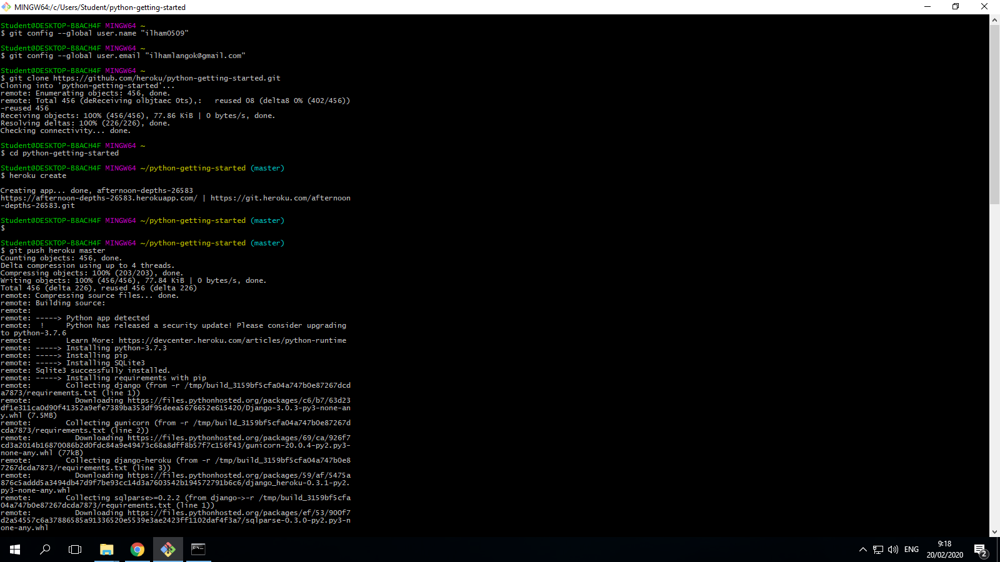 MINGW64:/c/Users/Student/python-getting-started
Student@DESKTOP-B8ACH4F MINGW64 ~
$ git config --global user.name "ilham0509"
Student@DESKTOP-B8ACH4F MINGW64 ~
$ git config --global user.email "ilhamlangok@gmail.com"
Student@DESKTOP-B8ACH4F MINGW64 ~
$ git clone https://github.com/heroku/python-getting-started.git
Cloning into 'python-getting-started'...
remote: Enumerating objects: 456, done.
remote: Total 456 (deReceiving olbjtaec 0ts),:   reused 08 (delta8 0% (402/456))
-reused 456
Receiving objects: 100% (456/456), 77.86 KiB | 0 bytes/s, done.
Resolving deltas: 100% (226/226), done.
Checking connectivity... done.
Student@DESKTOP-B8ACH4F MINGW64 ~
$ cd python-getting-started
Student@DESKTOP-B8ACH4F MINGW64 ~/python-getting-started (master)
$ heroku create
Creating app... done, afternoon-depths-26583
https://afternoon-depths-26583.herokuapp.com/ | https://git.heroku.com/afternoon
-depths-26583.git
Student@DESKTOP-B8ACH4F MINGW64 ~/python-getting-started (master)
$
Student@DESKTOP-B8ACH4F MINGW64 ~/python-getting-started (master)
$ git push heroku master
Counting objects: 456, done.
Delta compression using up to 4 threads.
Compressing objects: 100% (203/203), done.
Writing objects: 100% (456/456), 77.84 KiB | 0 bytes/s, done.
Total 456 (delta 226), reused 456 (delta 226)
remote: Compressing source files... done.
remote: Building source:
remote:
remote: -----> Python app detected
remote:  !     Python has released a security update! Please consider upgrading
to python-3.7.6
remote:        Learn More: https://devcenter.heroku.com/articles/python-runtime
remote: -----> Installing python-3.7.3
remote: -----> Installing pip
remote: -----> Installing SQLite3
remote: Sqlite3 successfully installed.
remote: -----> Installing requirements with pip
remote:        Collecting django (from -r /tmp/build_3159bf5cfa04a747b0e87267dcd
a7873/requirements.txt (line 1))
remote:          Downloading https://files.pythonhosted.org/packages/c6/b7/63d23
df1e311ca0d90f41352a9efe7389ba353df95deea5676652e615420/Django-3.0.3-py3-none-an
y.whl (7.5MB)
remote:        Collecting gunicorn (from -r /tmp/build_3159bf5cfa04a747b0e87267d
cda7873/requirements.txt (line 2))
remote:          Downloading https://files.pythonhosted.org/packages/69/ca/926f7
cd3a2014b16870086b2d0fdc84a9e49473c68a8dff8b57f7c156f43/gunicorn-20.0.4-py2.py3-
none-any.whl (77kB)
remote:        Collecting django-heroku (from -r /tmp/build_3159bf5cfa04a747b0e8
7267dcda7873/requirements.txt (line 3))
remote:          Downloading https://files.pythonhosted.org/packages/59/af/5475a
876c5addd5a3494db47d9f7be93cc14d3a7603542b194572791b6c6/django_heroku-0.3.1-py2.
py3-none-any.whl
remote:        Collecting sqlparse>=0.2.2 (from django->-r /tmp/build_3159bf5cfa
04a747b0e87267dcda7873/requirements.txt (line 1))
remote:          Downloading https://files.pythonhosted.org/packages/ef/53/900f7
d2a54557c6a37886585a91336520e5539e3ae2423ff1102daf4f3a7/sqlparse-0.3.0-py2.py3-n
one-any.whl
ENG
9:18
20/02/2020
2